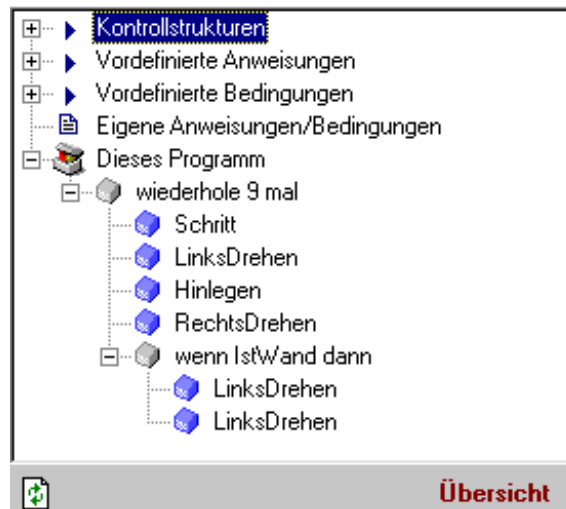 Kontrollstrukturen
Vordefinierte Anweisungen
Vordefinierte Bedingungen
Eigene Anweisungen/Bedingungen
Dieses Programm
wiederhole 9 mal
Schritt
LinksDrehen
Hinlegen
RechtsDrehen
wenn IstWand dann
LinksDrehen
LinksDrehen
Übersicht